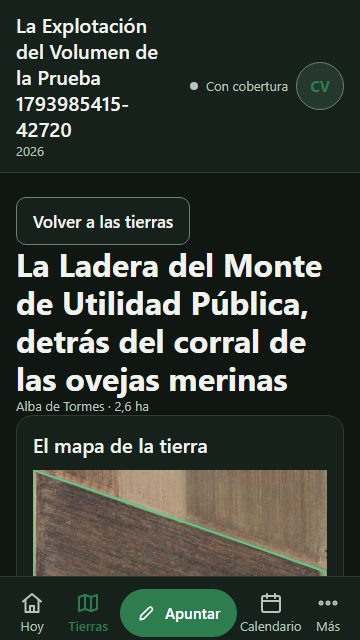 La Explotación
del Volumen de
la Prueba
1793985415-
42720
2026
Con cobertura
CV
Volver a las tierras
La Ladera del Monte
de Utilidad Pública,
detrás del corral de
las ovejas merinas
Alba de Tormes · 2,6 ha
El mapa de la tierra
Hoy
Tierras
Apuntar
Calendario
Más